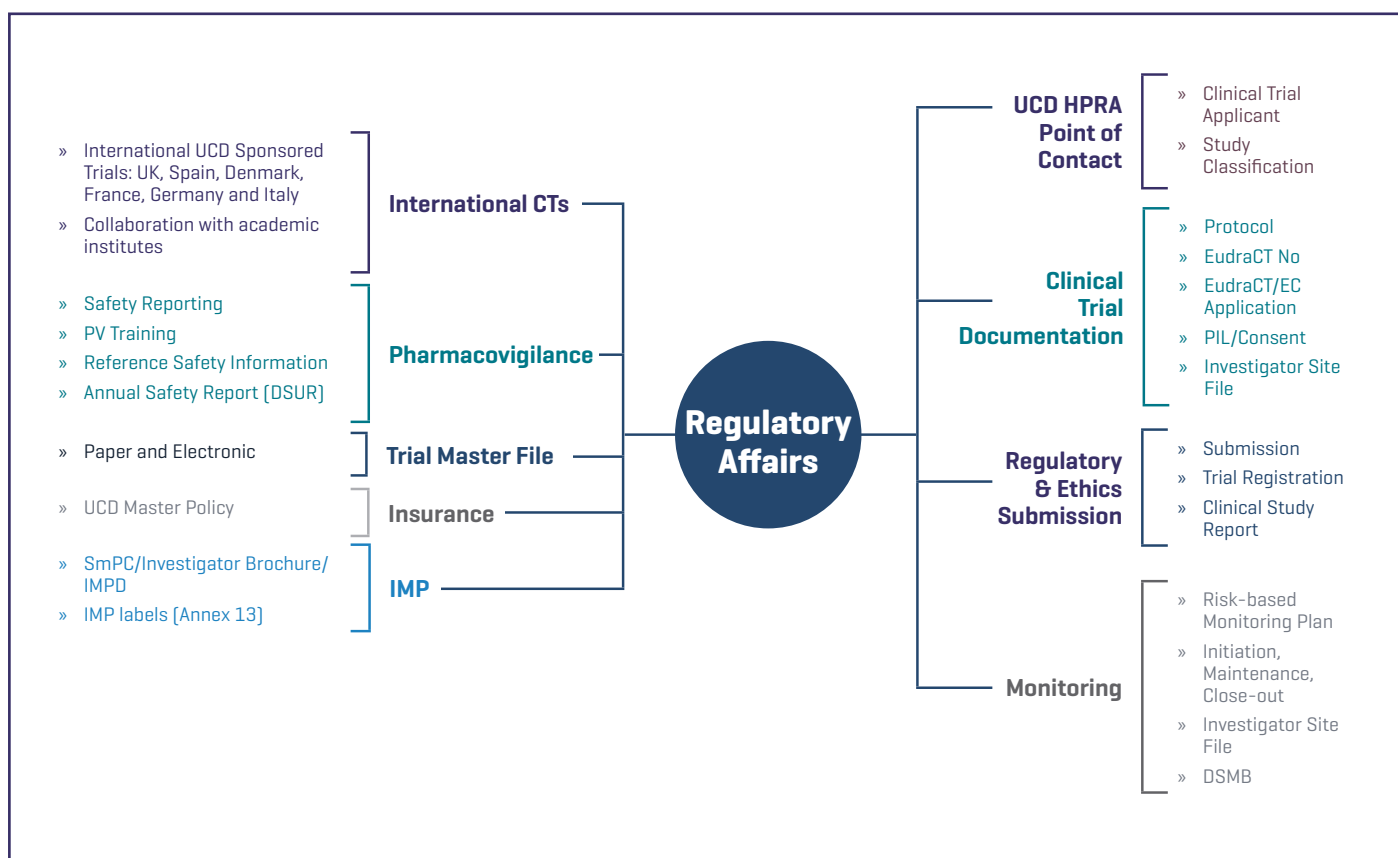 » International UCD Sponsored
Trials: UK, Spain, Denmark,
France, Germany and Italy
» Collaboration with academic
institutes
International CTs
» Safety Reporting
» PV Training
» Reference Safety Information
» Annual Safety Report (DSUR)
Pharmacovigilance
» Paper and Electronic
Trial Master File
» UCD Master Policy
Insurance
» SmPC/Investigator Brochure/
IMPD
» IMP labels (Annex 13)
IMP
Regulatory
Affairs
UCD HPRA
Point of
Contact
» Clinical Trial
Applicant
» Study
Classification
Clinical
Trial
Documentation
» Protocol
» EudraCT No
» EudraCT/EC
Application
» PIL/Consent
» Investigator Site
File
Regulatory
& Ethics
Submission
» Submission
» Trial Registration
» Clinical Study
Report
Monitoring
» Risk-based
Monitoring Plan
» Initiation,
Maintenance,
Close-out
» Investigator Site
File
» DSMB